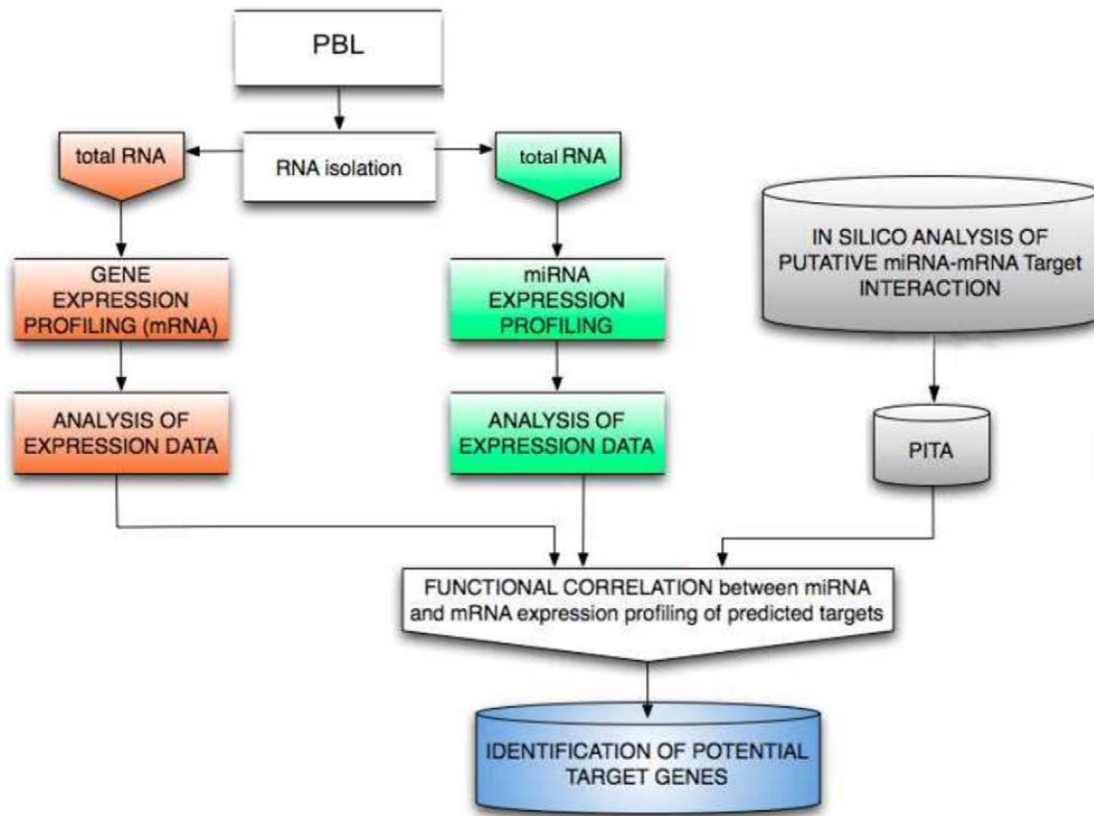 PBL
total RNA
RNA isolation
total RNA
GENE
EXPRESSION
PROFILING (mRNA)
miRNA
EXPRESSION
PROFILING
IN SILICO ANALYSIS OF
PUTATIVE miRNA-mRNA Target
INTERACTION
ANALYSIS OF
EXPRESSION DATA
ANALYSIS OF
EXPRESSION DATA
PITA
FUNCTIONAL CORRELATION between miRNA
and mRNA expression profiling of predicted targets
IDENTIFICATION OF POTENTIAL
TARGET GENES